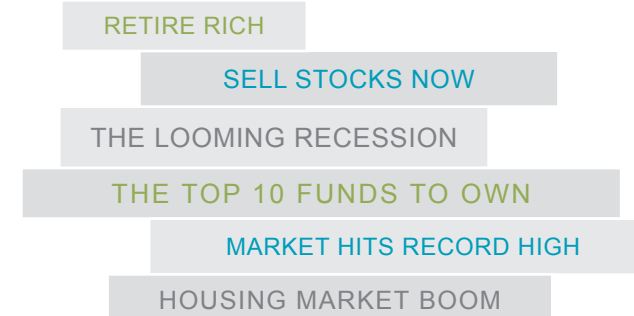 RETIRE RICH
SELL STOCKS NOW
THE LOOMING RECESSION
THE TOP 10 FUNDS TO OWN
MARKET HITS RECORD HIGH
HOUSING MARKET BOOM